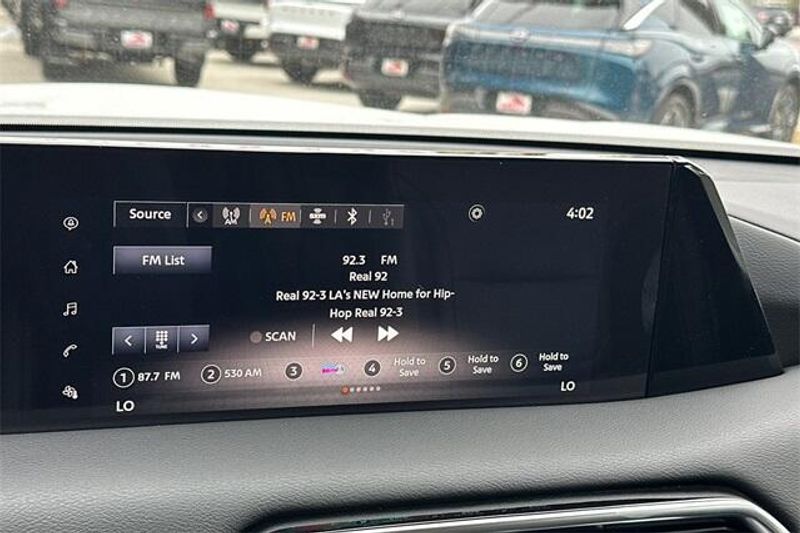 Source
AM
FM
4:02
FM List
92.3 FM
Real 92
Real 92-3 LA's NEW Home for Hip-
Hop Real 92-3
TUNE
SCAN
1 87.7 FM
2 530 AM
3
4 Hold to
Save
5 Hold to
Save
6 Hold to
Save
LO
LO